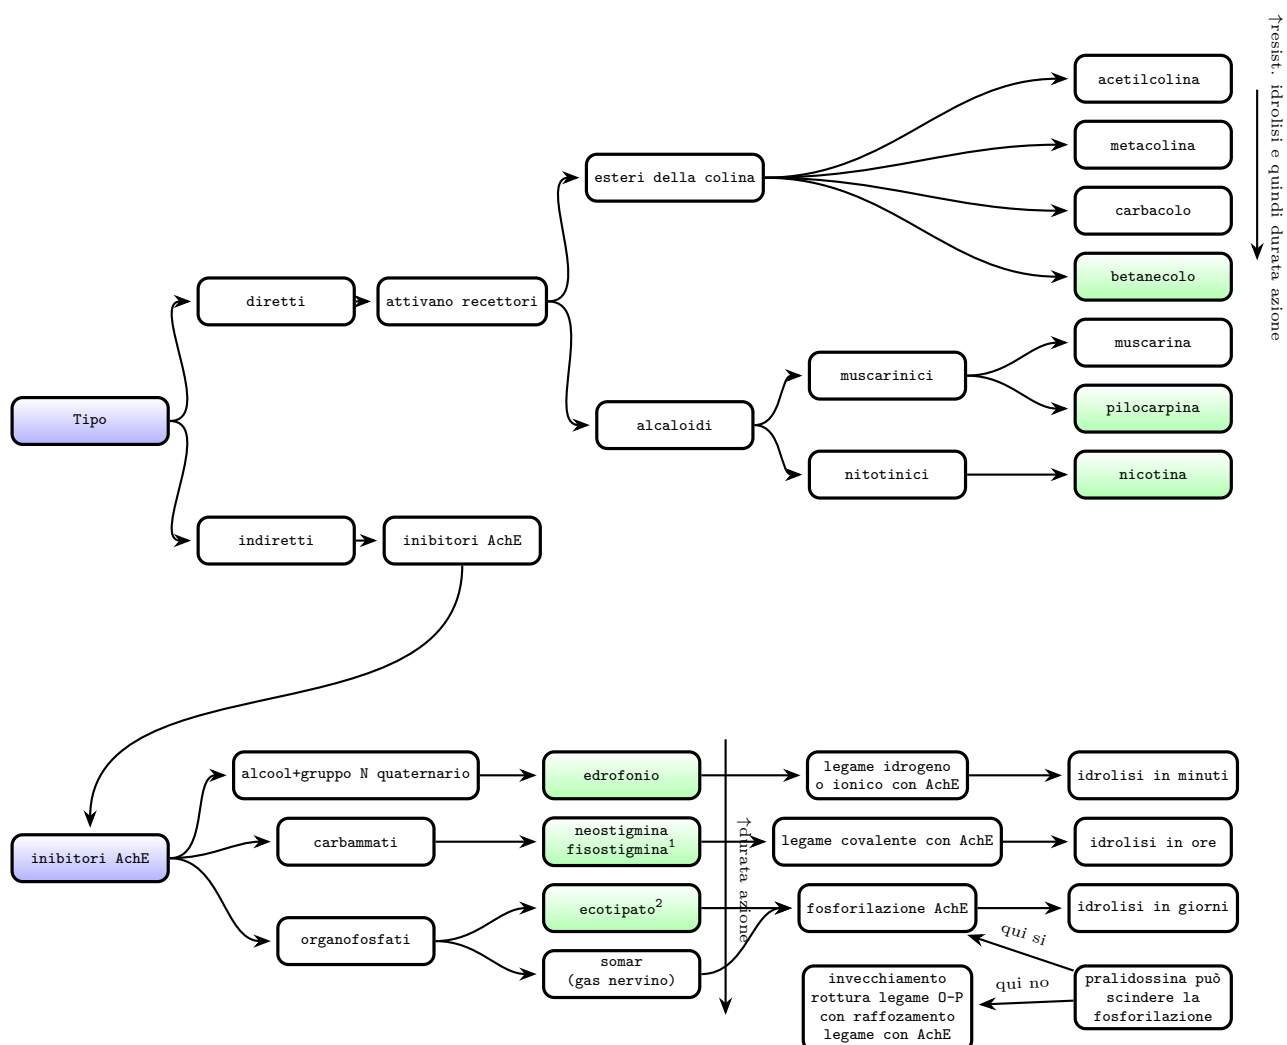 ↑resist. idrolisi e quindi durata azione
acetilcolina
metacolina
esteri della colina
carbacolo
betanecolo
diretti
attivano recettori
muscarina
muscarinici
pilocarpina
Tipo
alcaloidi
nitotinici
nicotina
indiretti
inibitori AchE
alcool+gruppo N quaternario
edrofonio
legame idrogeno
o ionico con AchE
idrolisi in minuti
↑durata azione
inibitori AchE
carbammati
neostigmina
fisostigmina¹
legame covalente con AchE
idrolisi in ore
ecotipato²
fosforilazione AchE
idrolisi in giorni
organofosfati
qui si
somar
(gas nervino)
qui no
invecchiamento
rottura legame O-P
con raffozamento
legame con AchE
pralidossina può
scindere la
fosforilazione